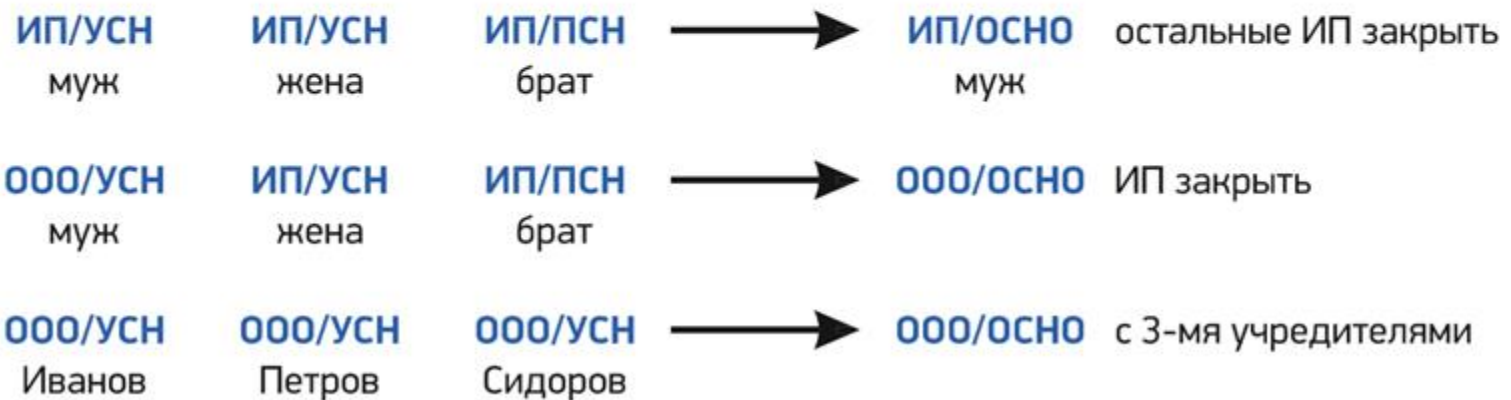 ИП/УСН ИП/УСН ИП/ПСН ИП/ОСНО остальные ИП закрыть
муж жена брат муж
ООО/УСН ИП/УСН ИП/ПСН ООО/ОСНО ИП закрыть
муж жена брат
ООО/УСН ООО/УСН ООО/УСН ООО/ОСНО с 3-мя учредителями
Иванов Петров Сидоров